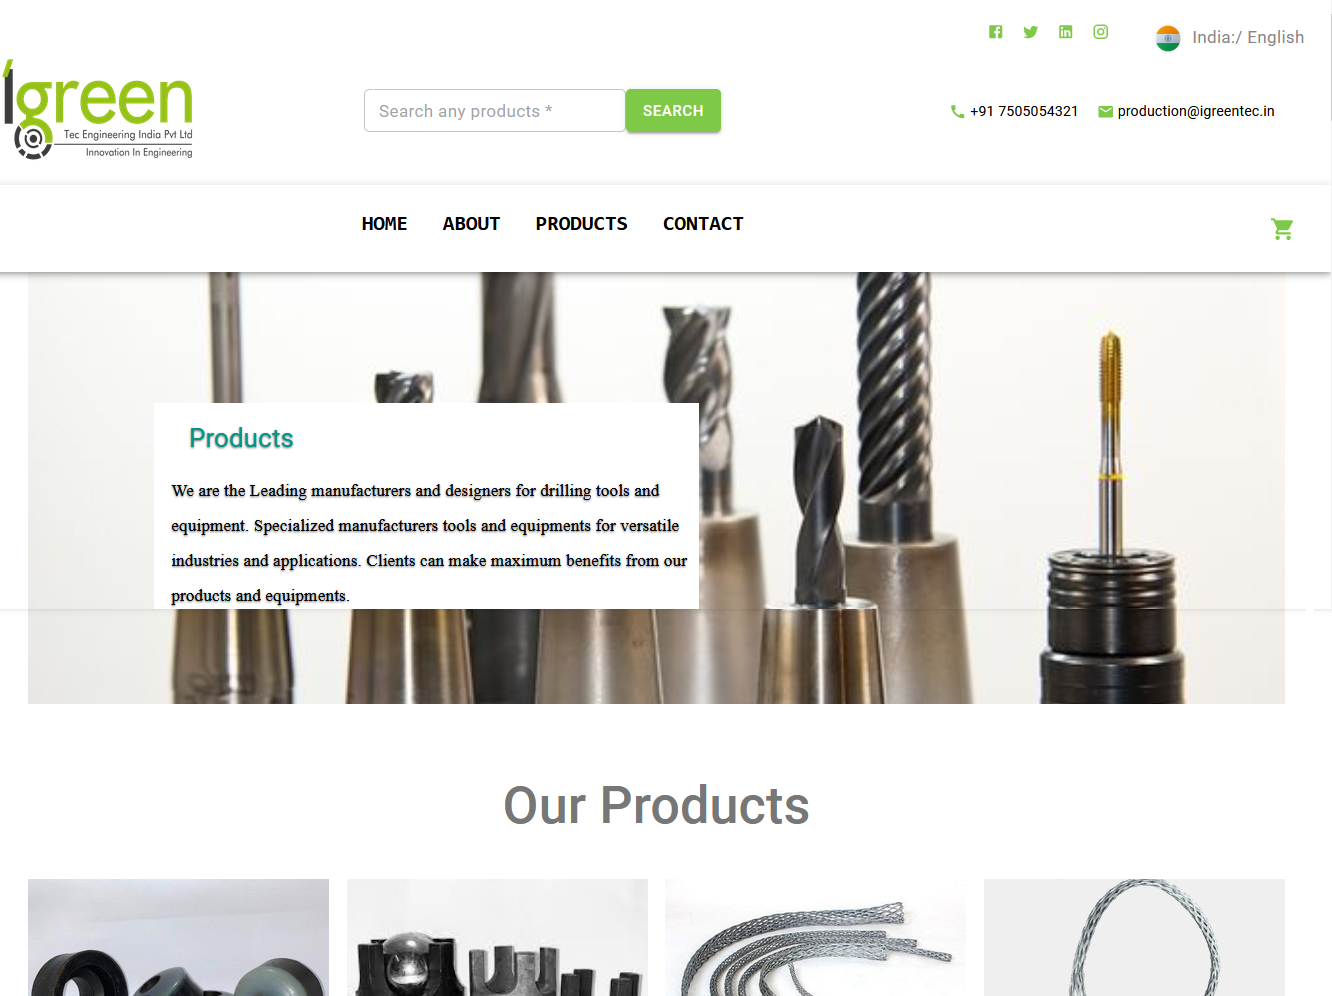 India:/ English
Igreen
Tec Engineering India Pvt Ltd
Innovation In Engineering
Search any products *
SEARCH
+91 7505054321
production@igreentec.in
HOME
ABOUT
PRODUCTS
CONTACT
Products
We are the Leading manufacturers and designers for drilling tools and
equipment. Specialized manufacturers tools and equipments for versatile
industries and applications. Clients can make maximum benefits from our
products and equipments.
Our Products